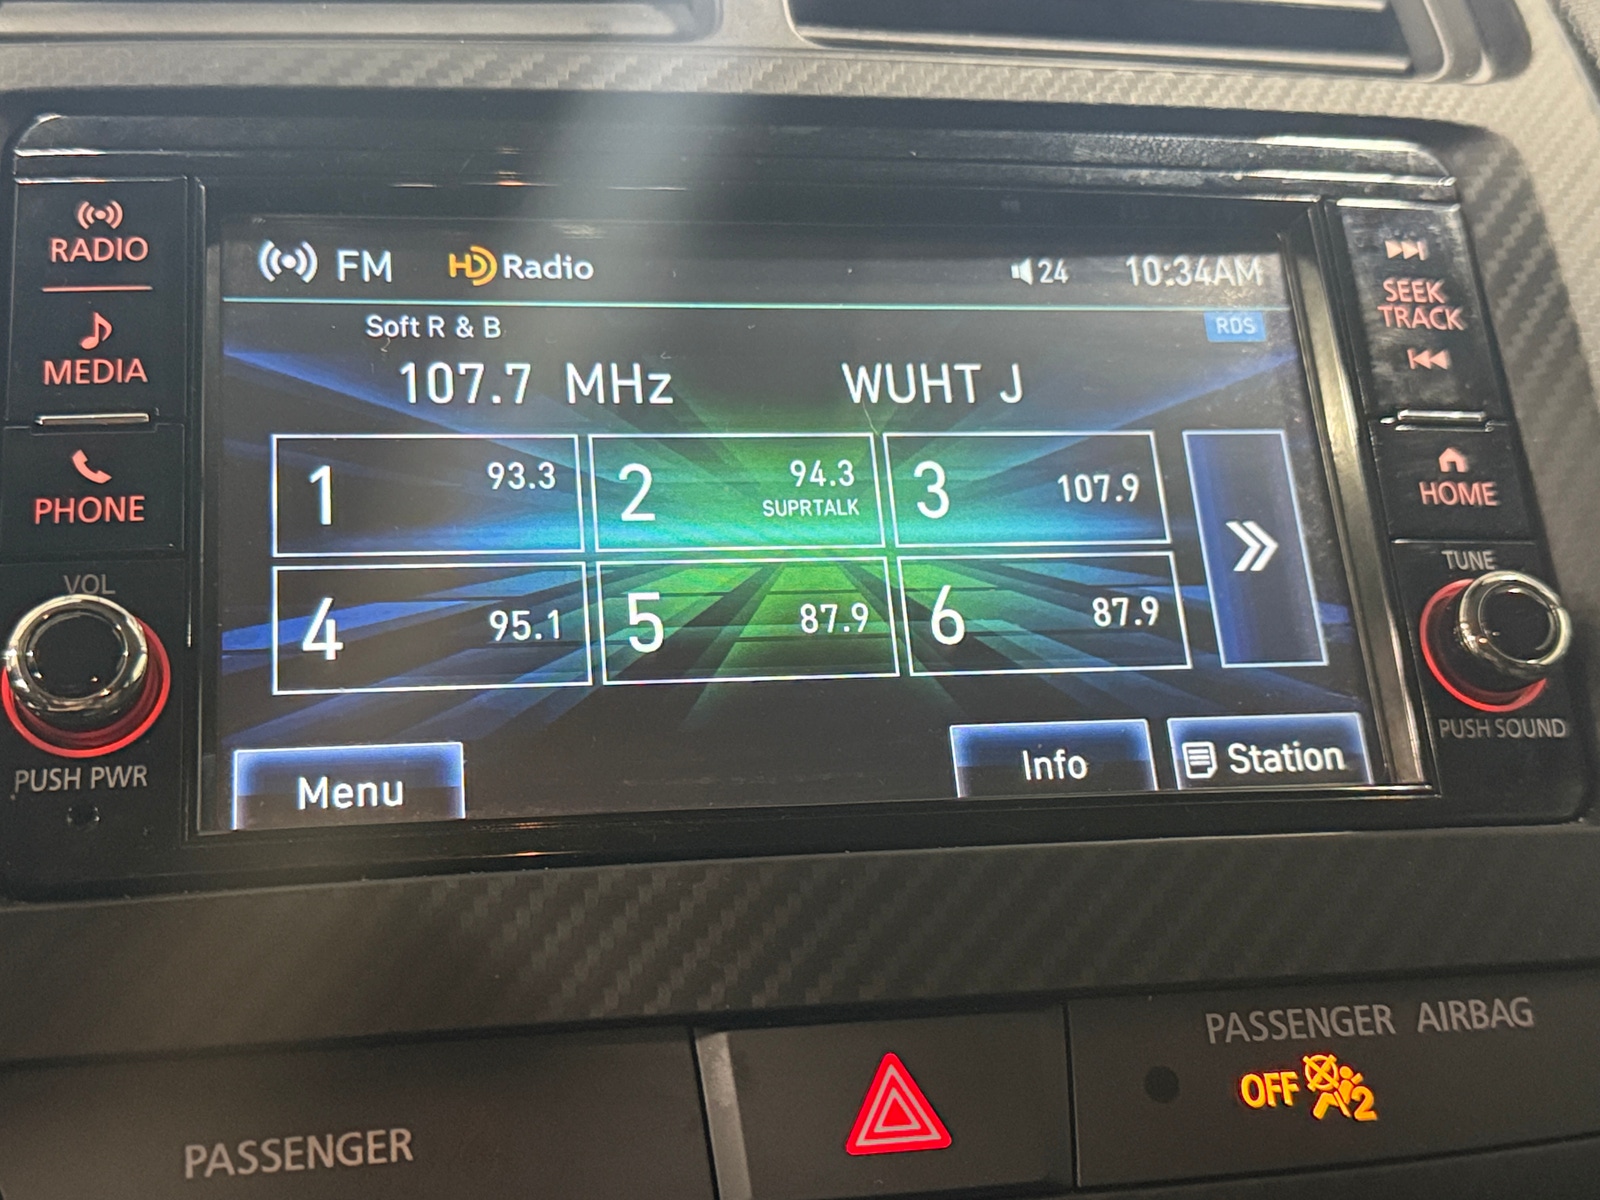 RADIO
MEDIA
PHONE
VOL
PUSH PWR
FM HD Radio 24 10:34AM
Soft R & B RDS
107.7 MHz WUHT J
1 93.3 2 94.3 SUPRTALK 3 107.9
4 95.1 5 87.9 6 87.9
Menu Info Station
SEEK
TRACK
HOME
TUNE
PUSH SOUND
PASSENGER AIRBAG
OFF 2
PASSENGER